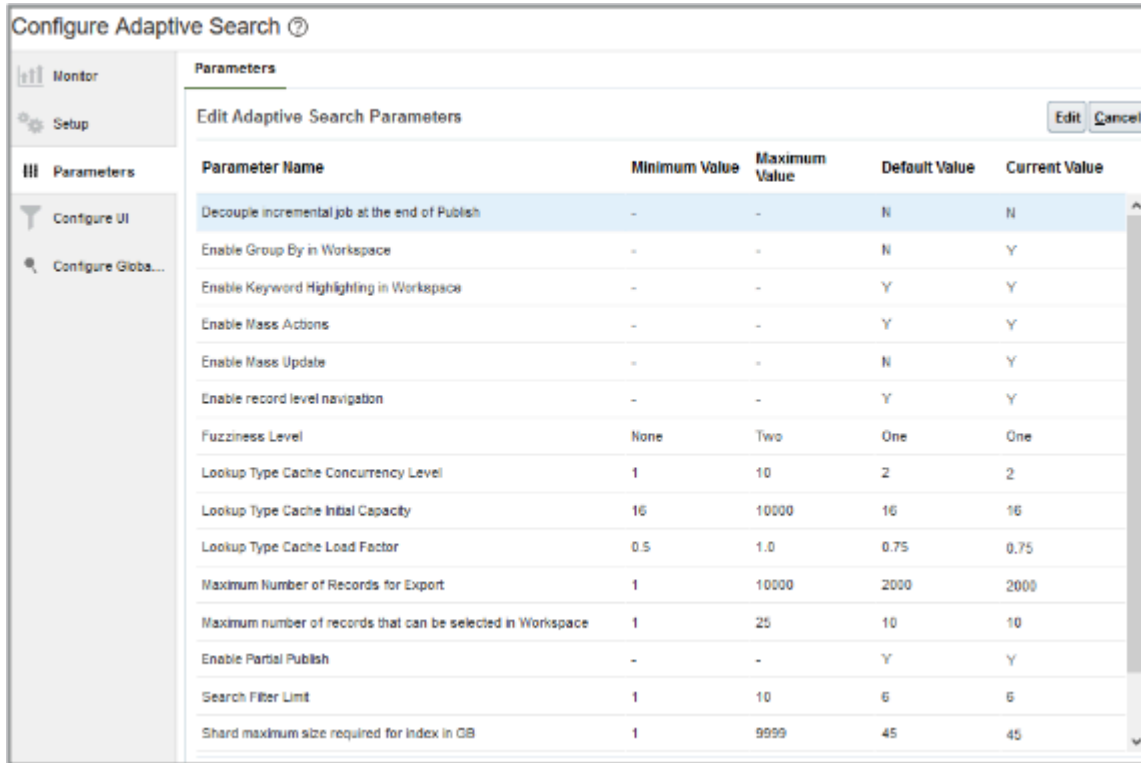 Configure Adaptive Search ?
Monitor
Setup
Parameters
Configure UI
Configure Globa...
Parameters
Edit Adaptive Search Parameters Edit Cancel
Parameter Name Minimum Value Maximum Value Default Value Current Value
Decouple incremental job at the end of Publish - - N N
Enable Group By in Workspace - - N Y
Enable Keyword Highlighting in Workspace - - Y Y
Enable Mass Actions - - Y Y
Enable Mass Update - - N Y
Enable record level navigation - - Y Y
Fuzziness Level None Two One One
Lookup Type Cache Concurrency Level 1 10 2 2
Lookup Type Cache Initial Capacity 16 10000 16 16
Lookup Type Cache Load Factor 0.5 1.0 0.75 0.75
Maximum Number of Records for Export 1 10000 2000 2000
Maximum number of records that can be selected in Workspace 1 25 10 10
Enable Partial Publish - - Y Y
Search Filter Limit 1 10 6 6
Shard maximum size required for index in GB 1 9999 45 45